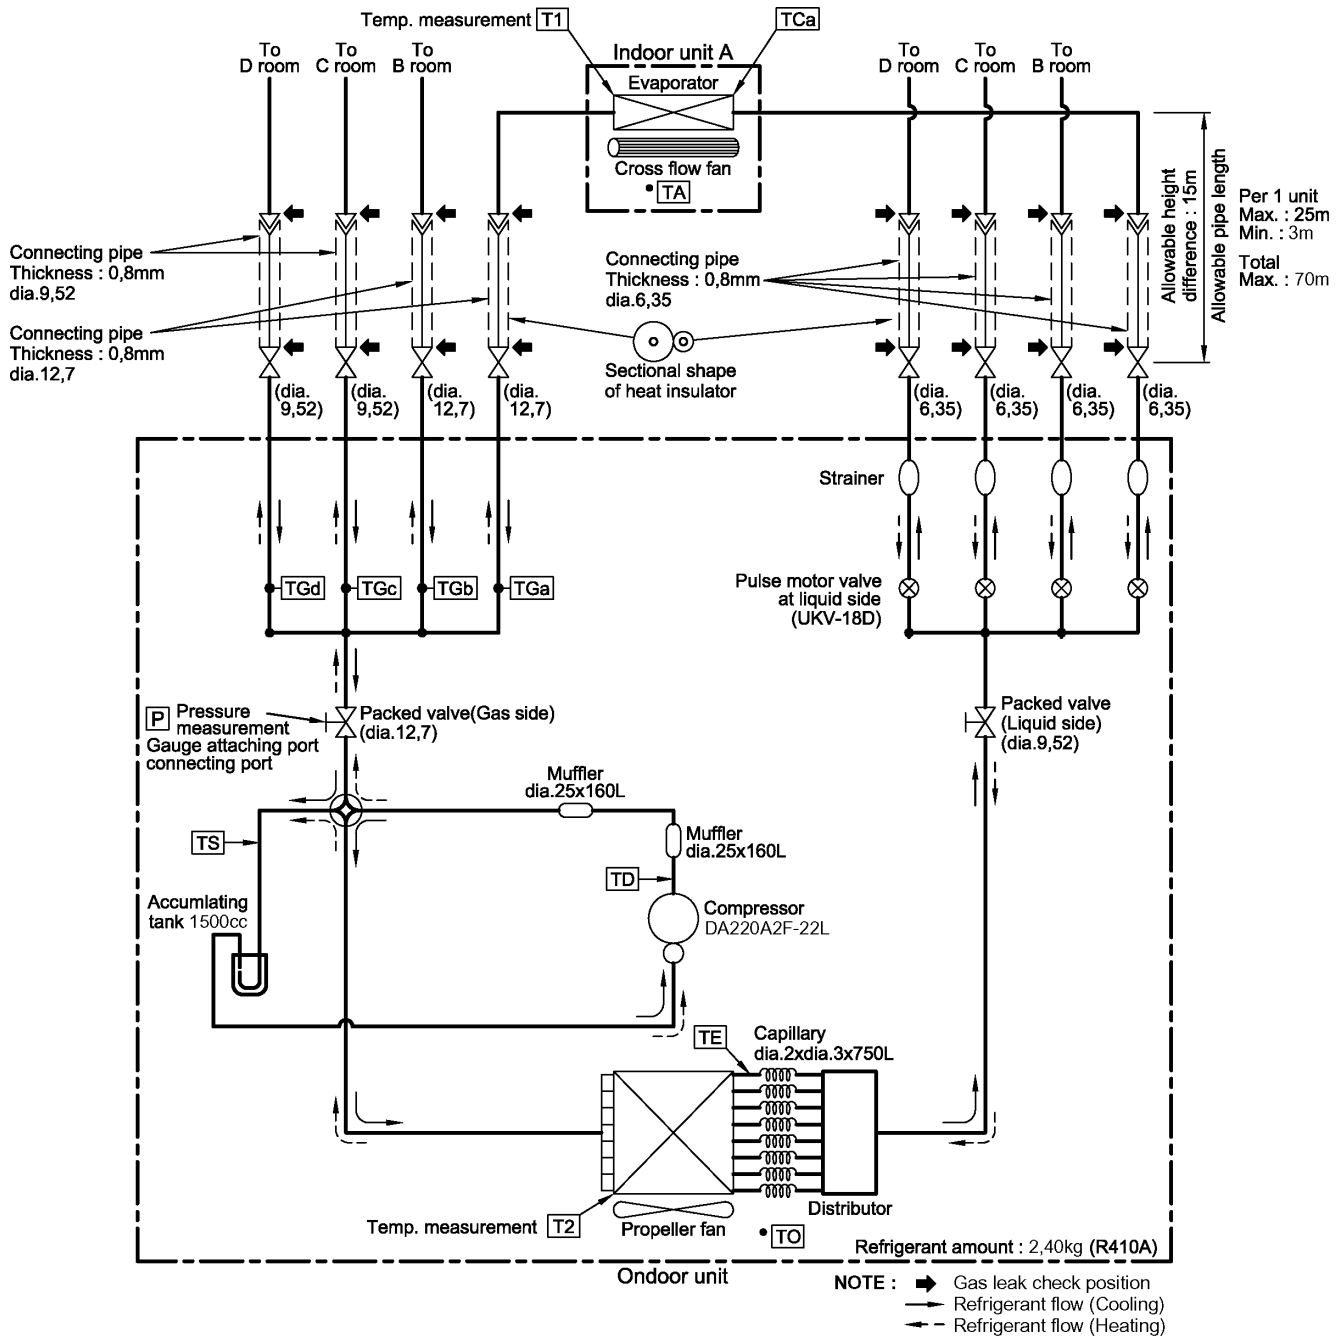 Temp. measurement T1
TCa
To
D room
To
C room
To
B room
Indoor unit A
Evaporator
Cross flow fan
TA
To
D room
To
C room
To
B room
Allowable height
difference : 15m
Allowable pipe length
Per 1 unit
Max. : 25m
Min. : 3m
Total
Max. : 70m
Connecting pipe
Thickness : 0,8mm
dia.9,52
Connecting pipe
Thickness : 0,8mm
dia.12,7
Connecting pipe
Thickness : 0,8mm
dia.6,35
Sectional shape
of heat insulator
(dia.
9,52)
(dia.
9,52)
(dia.
12,7)
(dia.
12,7)
(dia.
6,35)
(dia.
6,35)
(dia.
6,35)
(dia.
6,35)
Strainer
TGd
TGc
TGb
TGa
Pulse motor valve
at liquid side
(UKV-18D)
P Pressure
measurement
Gauge attaching port
connecting port
Packed valve(Gas side)
(dia.12,7)
Packed valve
(Liquid side)
(dia.9,52)
Muffler
dia.25x160L
Muffler
dia.25x160L
TS
TD
Accumlating
tank 1500cc
Compressor
DA220A2F-22L
TE
Capillary
dia.2xdia.3x750L
Distributor
Temp. measurement T2
Propeller fan
TO
Refrigerant amount : 2,40kg (R410A)
Ondoor unit
NOTE :
Gas leak check position
Refrigerant flow (Cooling)
Refrigerant flow (Heating)